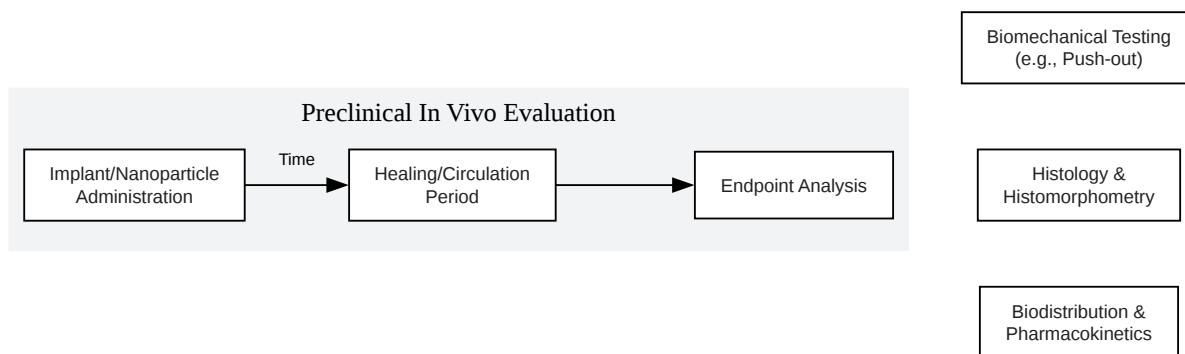 Preclinical In Vivo Evaluation
Implant/Nanoparticle
Administration
Time
Healing/Circulation
Period
Endpoint Analysis
Biomechanical Testing
(e.g., Push-out)
Histology &
Histomorphometry
Biodistribution &
Pharmacokinetics